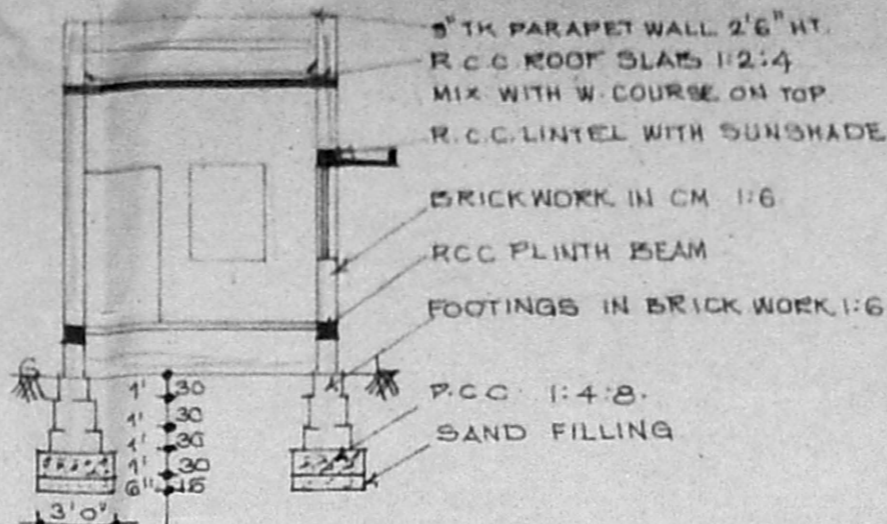 9" TK PARAPET WALL 2'6" HT.
R.C.C ROOF SLAB 1:2:4
MIX WITH W.COURSE ON TOP
R.C.C. LINTEL WITH SUNSHADE
BRICKWORK IN CM 1:6
RCC PLINTH BEAM
FOOTINGS IN BRICK WORK 1:6
P.C.C 1:4:8.
SAND FILLING
G
1' 30
1' 30
1' 30
1' 30
6" 15
3'0"